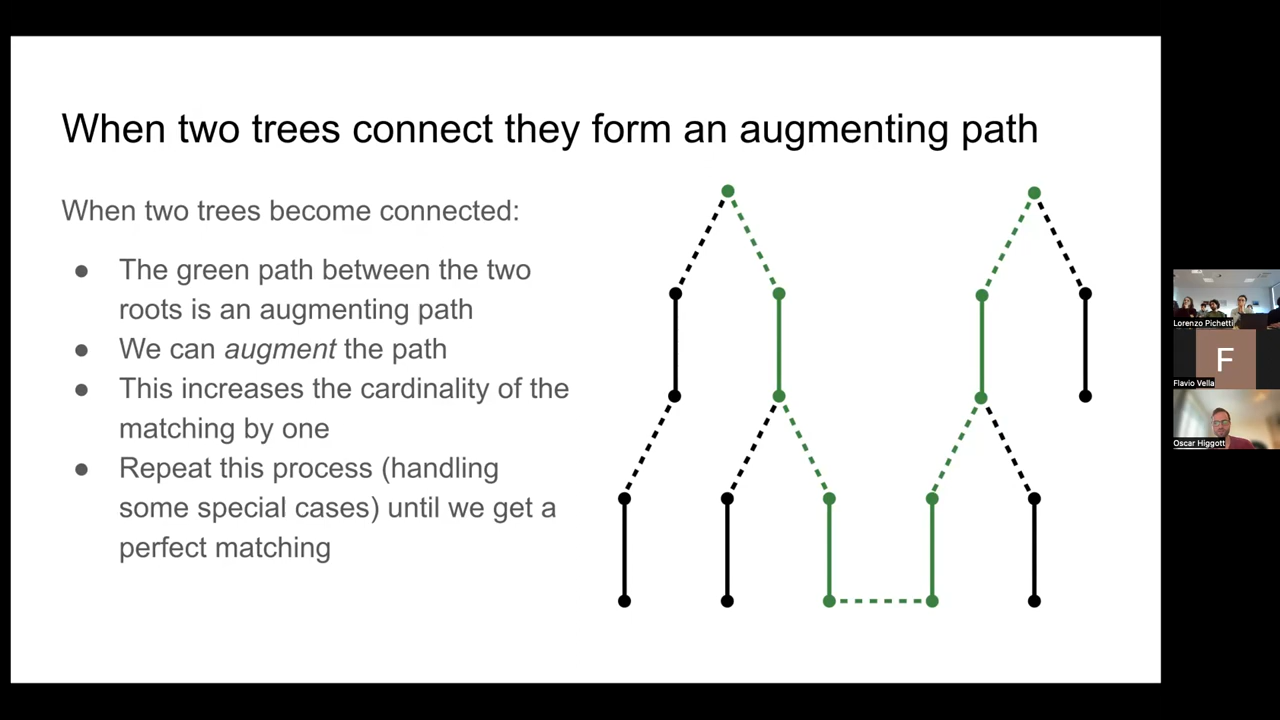 When two trees connect they form an augmenting path
When two trees become connected:
● The green path between the two
roots is an augmenting path
● We can augment the path
● This increases the cardinality of the
matching by one
● Repeat this process (handling
some special cases) until we get a
perfect matching
Lorenzo Pichetti
F
Flavio Vella
Oscar Higgott